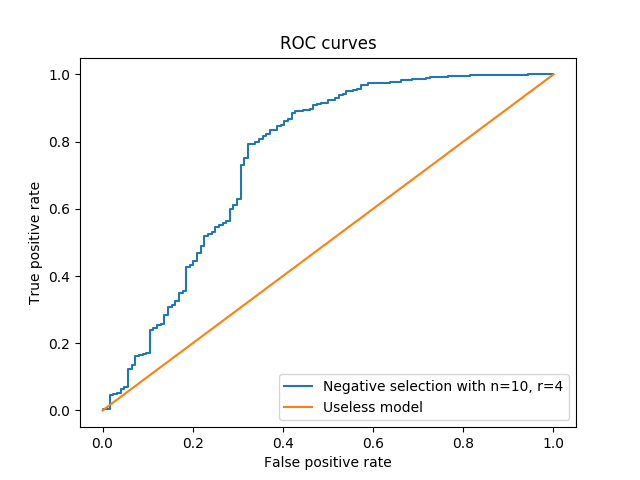 ROC curves
True positive rate
1.0
0.8
0.6
0.4
0.2
0.0
Negative selection with n=10, r=4
Useless model
0.0 0.2 0.4 0.6 0.8 1.0
False positive rate